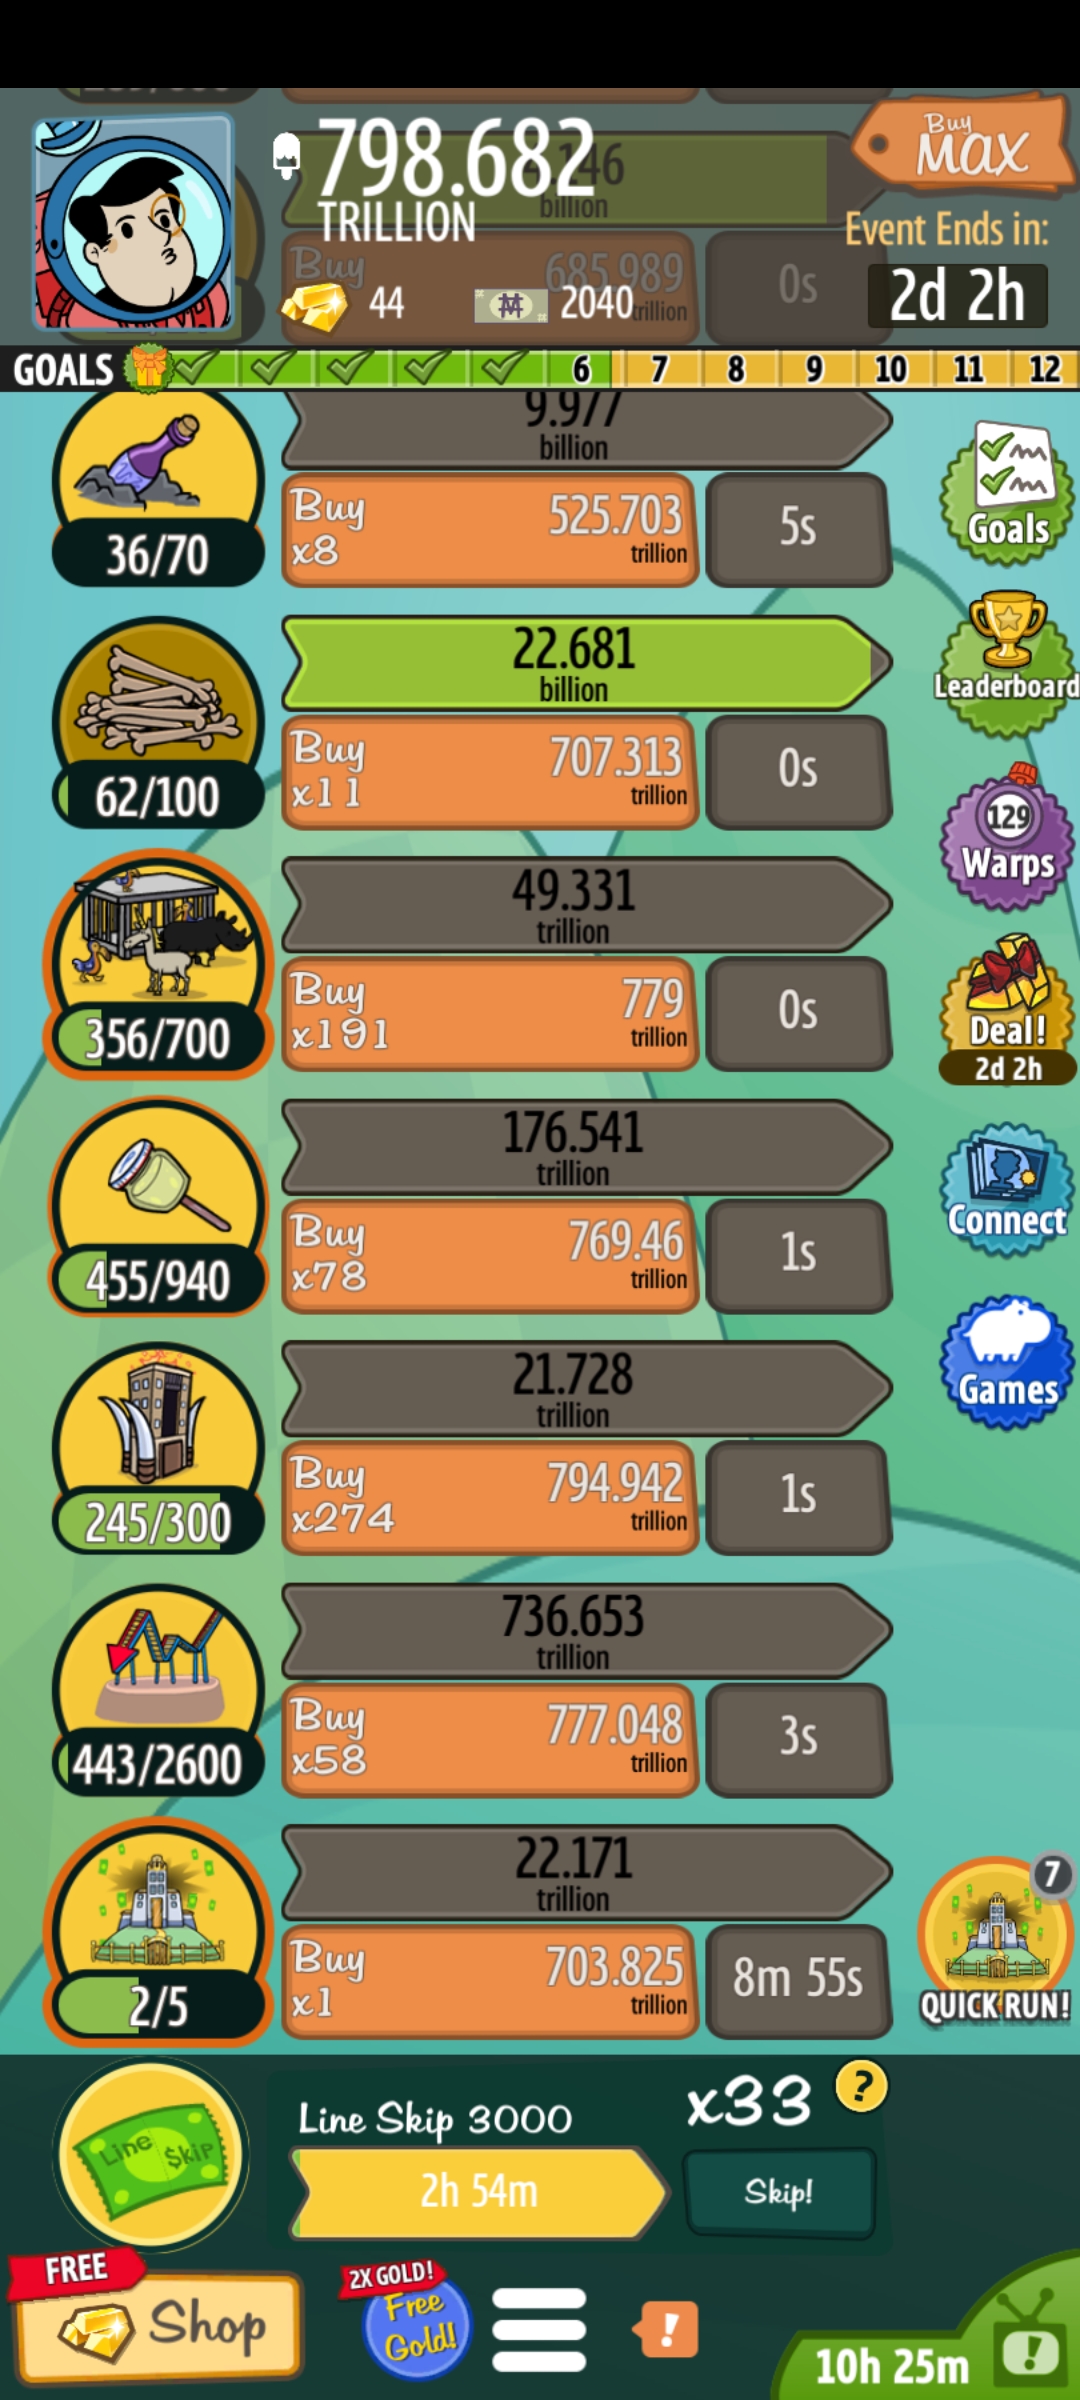 Buy
MAX
798.682
TRILLION
billion
Event Ends in:
Buy
685.989
trillion
0s
44
2040
2d 2h
GOALS
6
7
8
9
10
11
12
9.977
billion
Buy
x8
525.703
trillion
5s
36/70
Goals
22.681
billion
Leaderboard
Buy
x11
707.313
trillion
0s
62/100
129
Warps
49.331
trillion
Buy
x191
779
trillion
0s
356/700
Deal!
2d 2h
176.541
trillion
Buy
x78
769.46
trillion
1s
455/940
Connect
21.728
trillion
Games
Buy
x274
794.942
trillion
1s
245/300
736.653
trillion
Buy
x58
777.048
trillion
3s
443/2600
22.171
trillion
7
Buy
x1
703.825
trillion
8m 55s
2/5
QUICK RUN!
Line Skip 3000
x33
?
Line $kip
2h 54m
Skip!
FREE
Shop
2X GOLD!
Free
Gold!
!
10h 25m
!